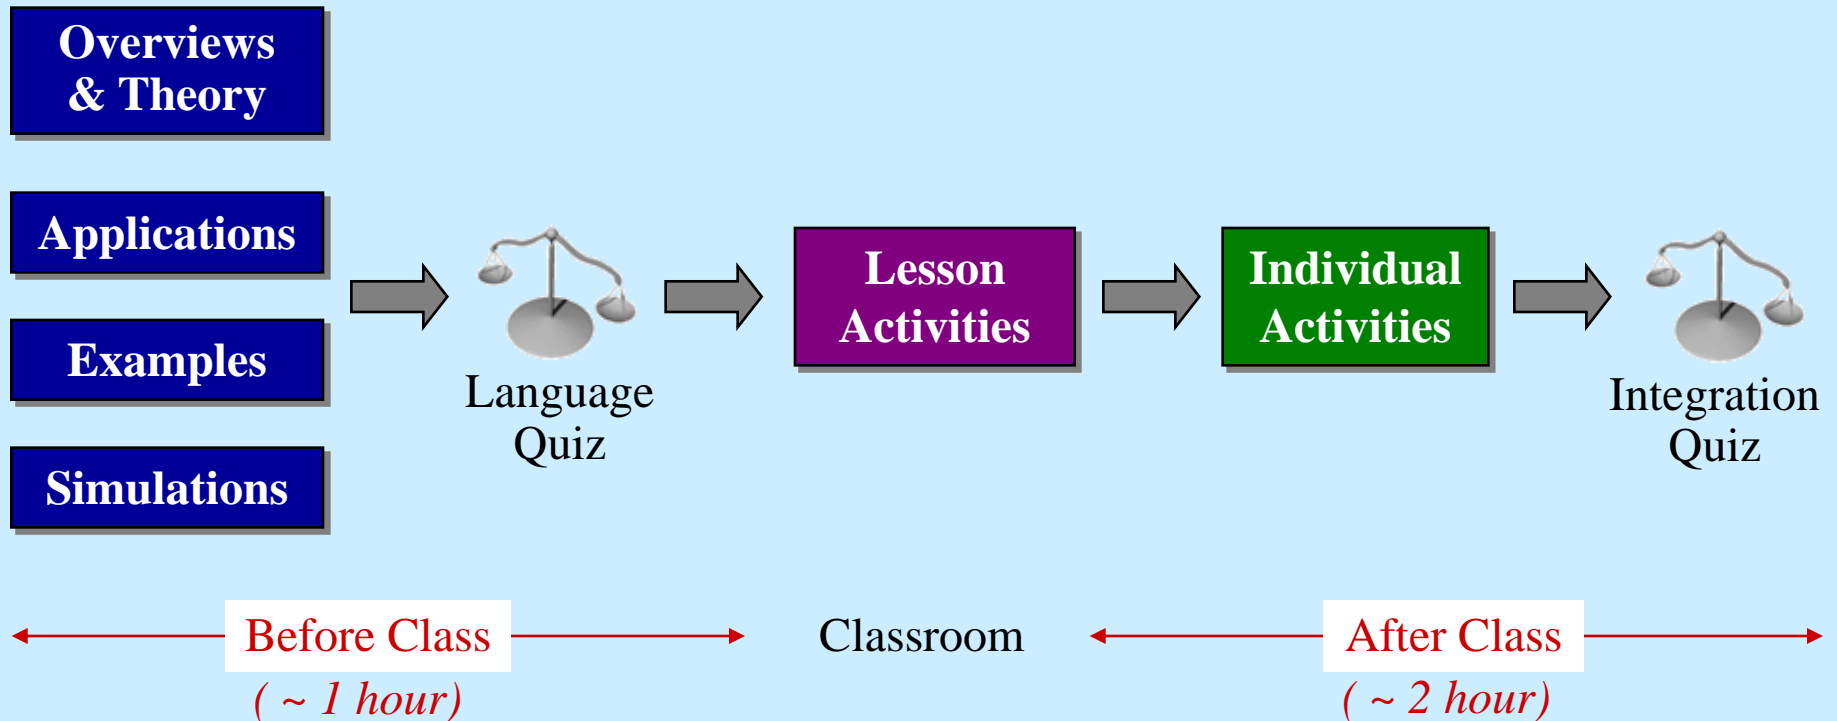 Overviews
& Theory
Applications
Examples
Simulations
Language
Quiz
Lesson
Activities
Individual
Activities
Integration
Quiz
Before Class
( ~ 1 hour)
Classroom
After Class
( ~ 2 hour)